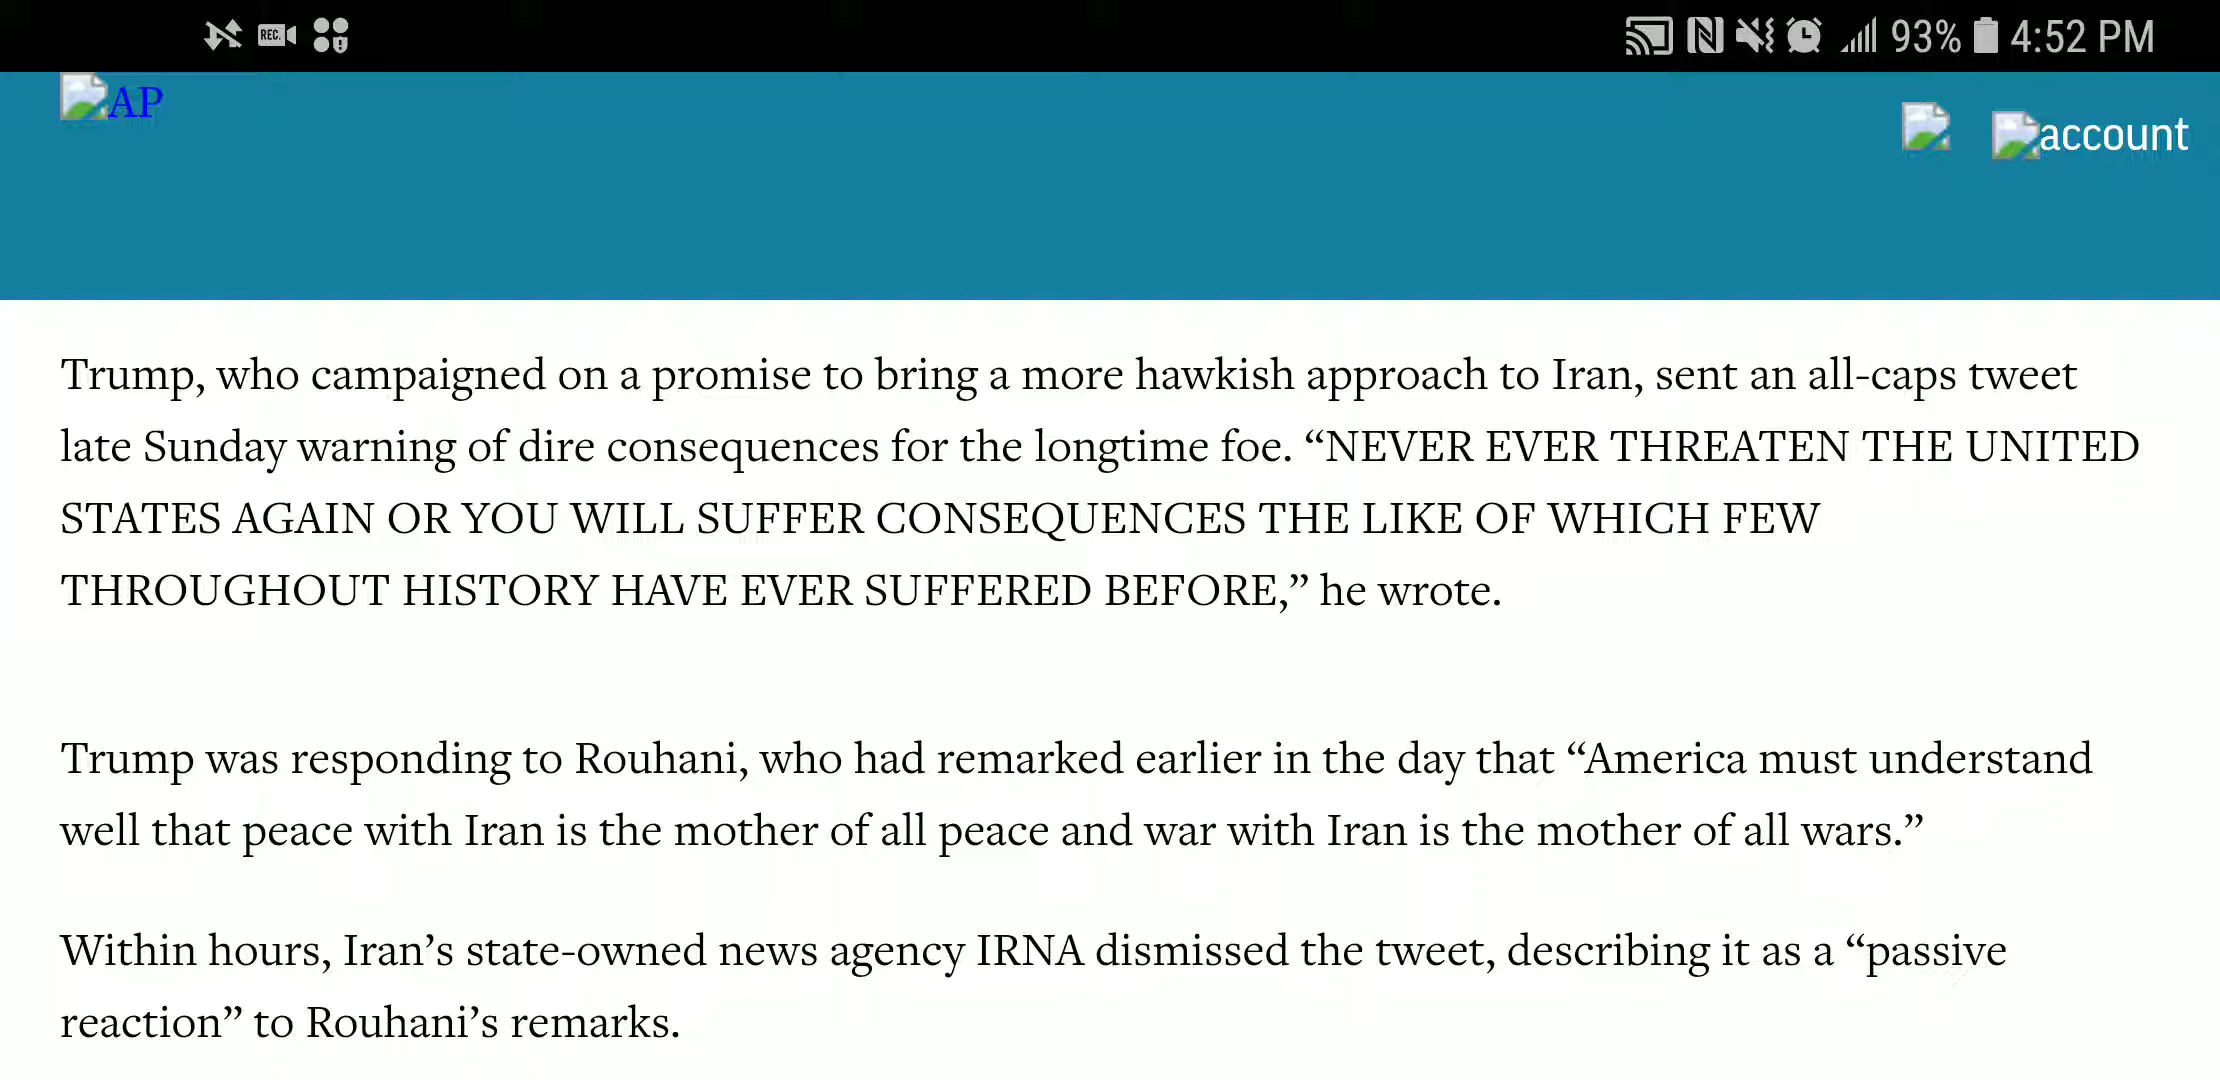 REC.
93% 4:52 PM
AP
account
Trump, who campaigned on a promise to bring a more hawkish approach to Iran, sent an all-caps tweet
late Sunday warning of dire consequences for the longtime foe. “NEVER EVER THREATEN THE UNITED
STATES AGAIN OR YOU WILL SUFFER CONSEQUENCES THE LIKE OF WHICH FEW
THROUGHOUT HISTORY HAVE EVER SUFFERED BEFORE,” he wrote.
Trump was responding to Rouhani, who had remarked earlier in the day that “America must understand
well that peace with Iran is the mother of all peace and war with Iran is the mother of all wars.”
Within hours, Iran’s state-owned news agency IRNA dismissed the tweet, describing it as a “passive
reaction” to Rouhani’s remarks.